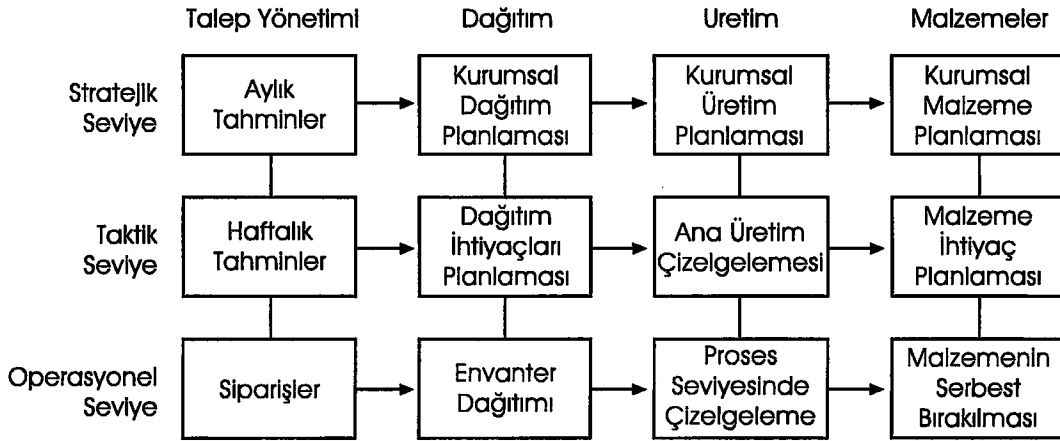 Talep Yönetimi
Dağıtım
Uretim
Malzemeler
Stratejik
Seviye
Aylık
Tahminler
Kurumsal
Dağıtım
Planlaması
Kurumsal
Üretim
Planlaması
Kurumsal
Malzeme
Planlaması
Taktik
Seviye
Haftalık
Tahminler
Dağıtım
İhtiyaçları
Planlaması
Ana Üretim
Çizelgelemesi
Malzeme
İhtiyaç
Planlaması
Operasyonel
Seviye
Siparişler
Envanter
Dağıtımı
Proses
Seviyesinde
Çizelgeleme
Malzemenin
Serbest
Bırakılması